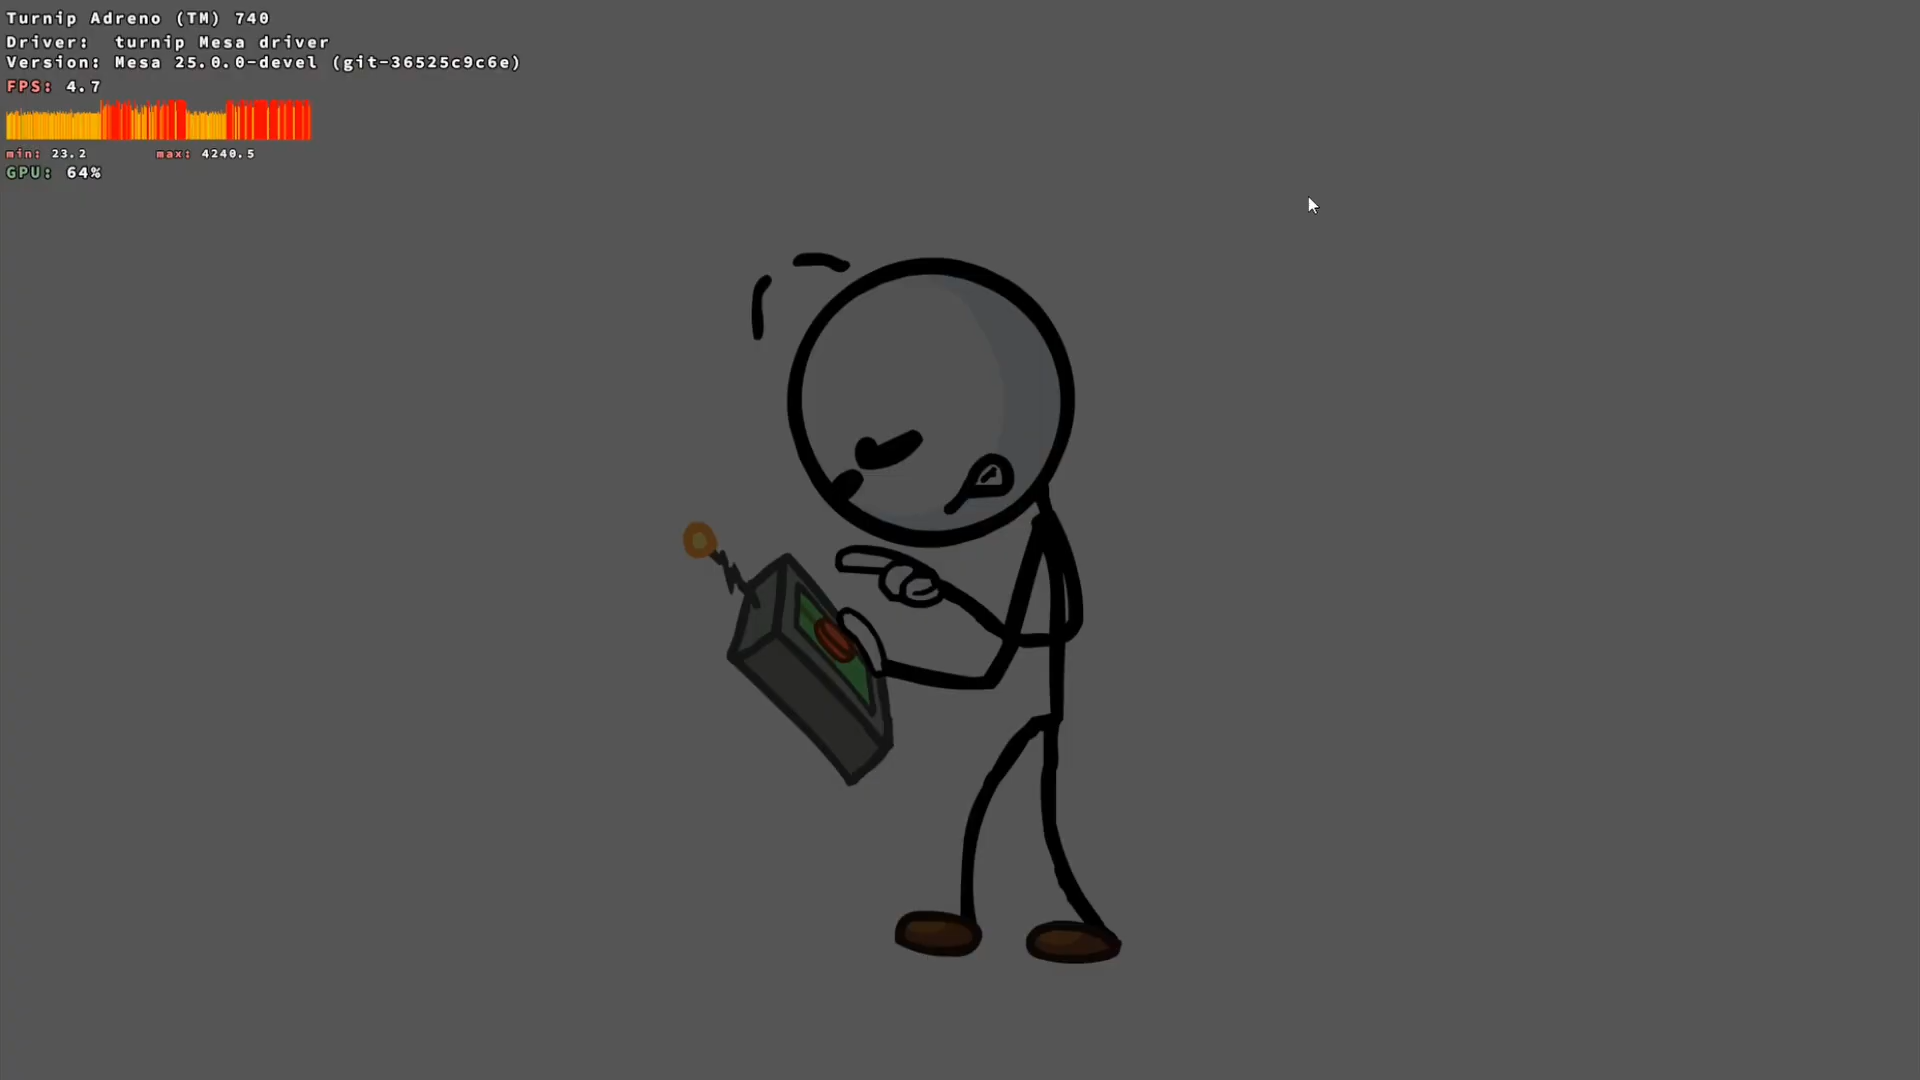 Turnip Adreno (TM) 740
Driver:  turnip Mesa driver
Version: Mesa 25.0.0-devel (git-36525c9c6e)
FPS: 4.7
min: 23.2 max: 4240.5
GPU: 64%